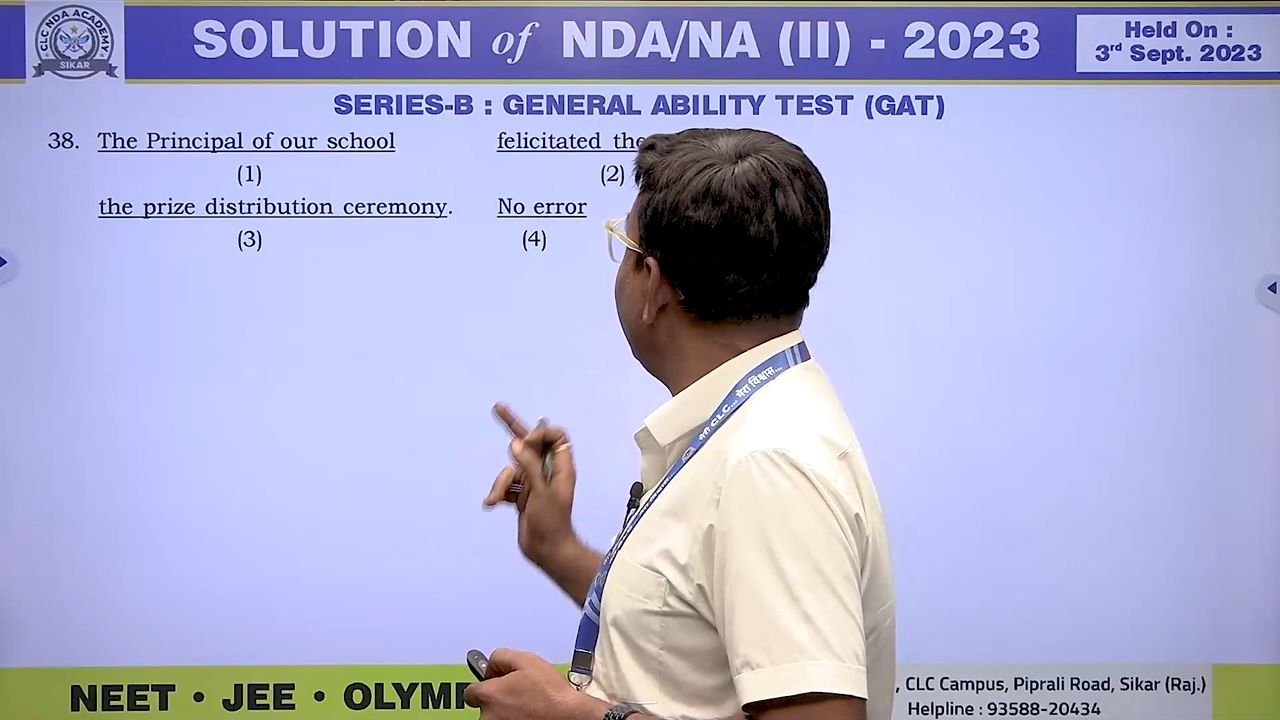 CLC NDA ACADEMY
SIKAR
SOLUTION of NDA/NA (II) - 2023
Held On :
3rd Sept. 2023
SERIES-B : GENERAL ABILITY TEST (GAT)
38. The Principal of our school felicitated the
(1) (2)
the prize distribution ceremony. No error
(3) (4)
CLC... मेरा विश्वास...
NEET • JEE • OLYM
, CLC Campus, Piprali Road, Sikar (Raj.)
Helpline : 93588-20434